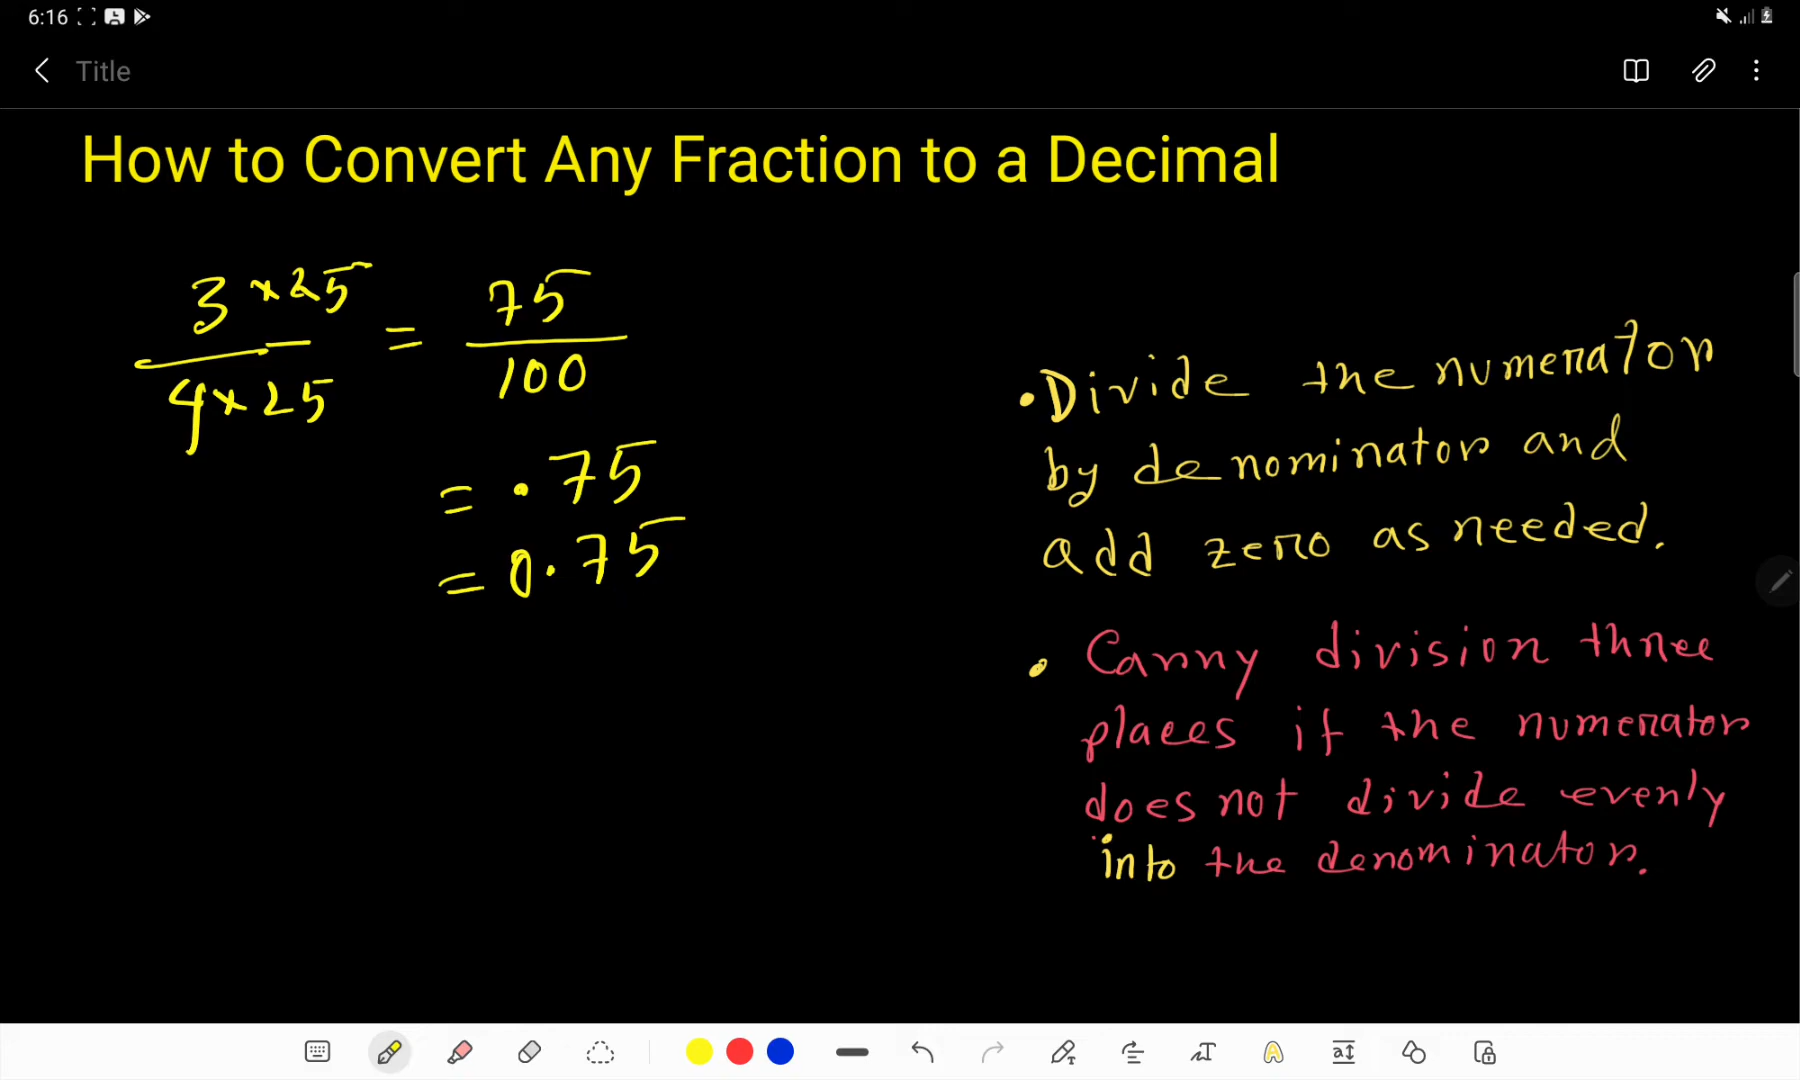 6:16
Title
How to Convert Any Fraction to a Decimal
3 × 25 / 4 × 25 = 75 / 100
= .75
= 0.75
• Divide the numerator
by denominator and
add zero as needed.
• Carry division three
places if the numerator
does not divide evenly
into the denominator.